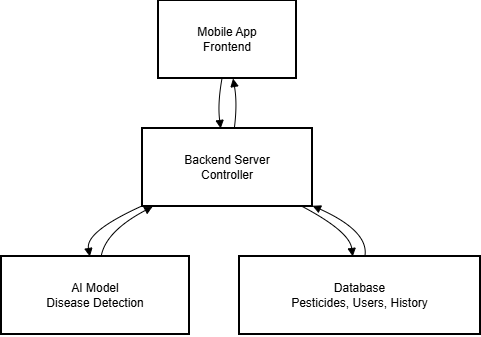 Mobile App
Frontend
Backend Server
Controller
AI Model
Disease Detection
Database
Pesticides, Users, History